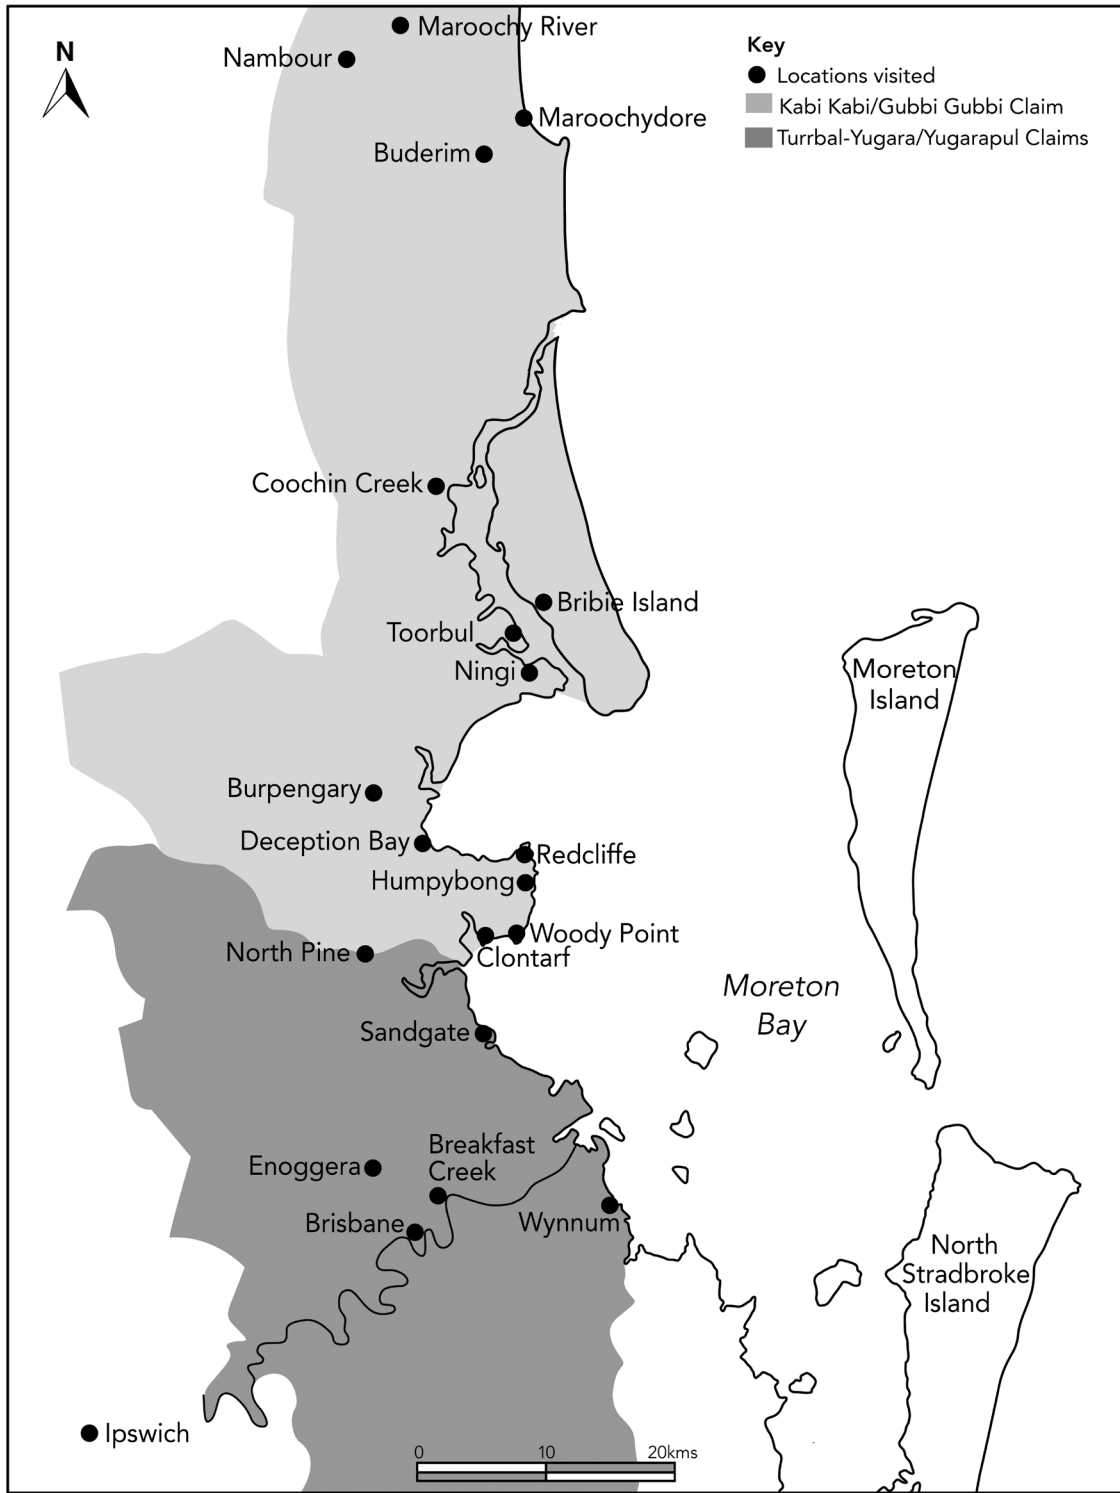 Maroochy River
N
Nambour
Key
Locations visited
Kabi Kabi/Gubbi Gubbi Claim
Turrbal-Yugara/Yugarapul Claims
Maroochydore
Buderim
Coochin Creek
Bribie Island
Toorbul
Ningi
Moreton
Island
Burpengary
Deception Bay
Redcliffe
Humpybong
Woody Point
North Pine
Clontarf
Moreton
Bay
Sandgate
Breakfast
Creek
Enoggera
Brisbane
Wynnum
North
Stradbroke
Island
Ipswich
0 10 20kms